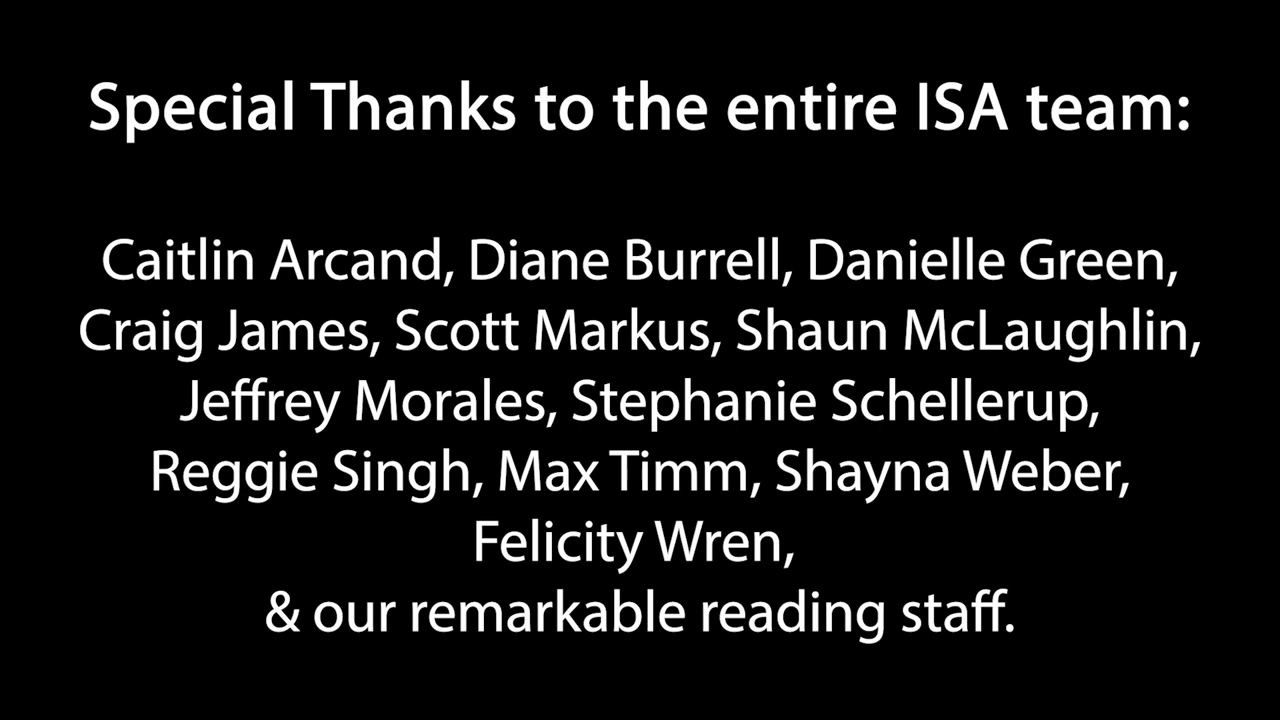 Special Thanks to the entire ISA team:
Caitlin Arcand, Diane Burrell, Danielle Green,
Craig James, Scott Markus, Shaun McLaughlin,
Jeffrey Morales, Stephanie Schellerup,
Reggie Singh, Max Timm, Shayna Weber,
Felicity Wren,
& our remarkable reading staff.